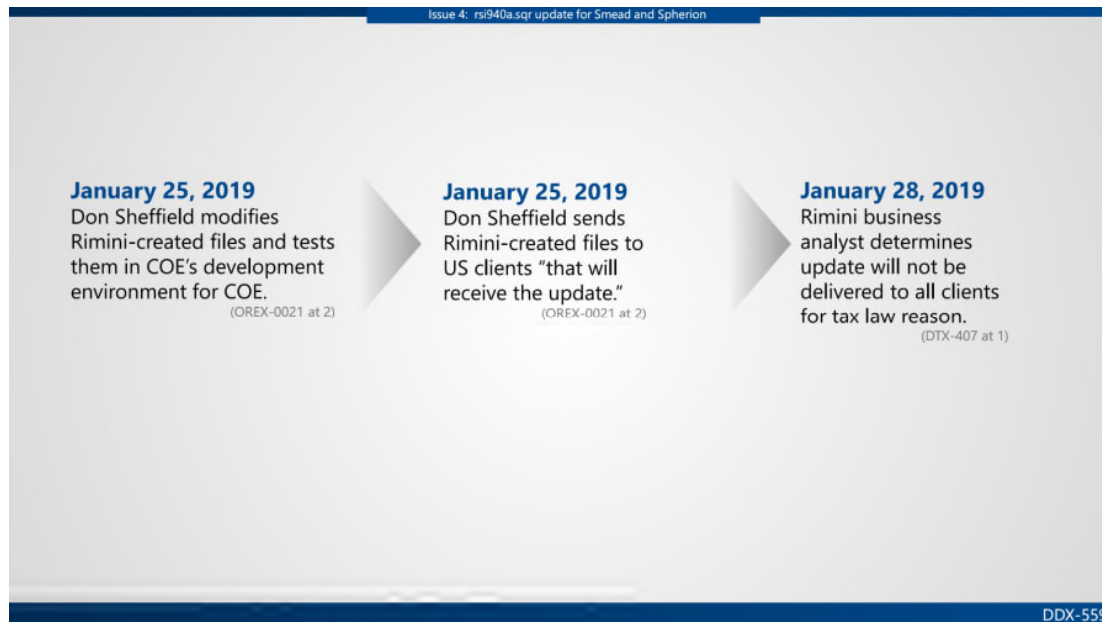 Issue 4: rsi940a.sqr update for Smead and Spherion
January 25, 2019
Don Sheffield modifies
Rimini-created files and tests
them in COE’s development
environment for COE.
(OREX-0021 at 2)
January 25, 2019
Don Sheffield sends
Rimini-created files to
US clients “that will
receive the update.”
(OREX-0021 at 2)
January 28, 2019
Rimini business
analyst determines
update will not be
delivered to all clients
for tax law reason.
(DTX-407 at 1)
DDX-559